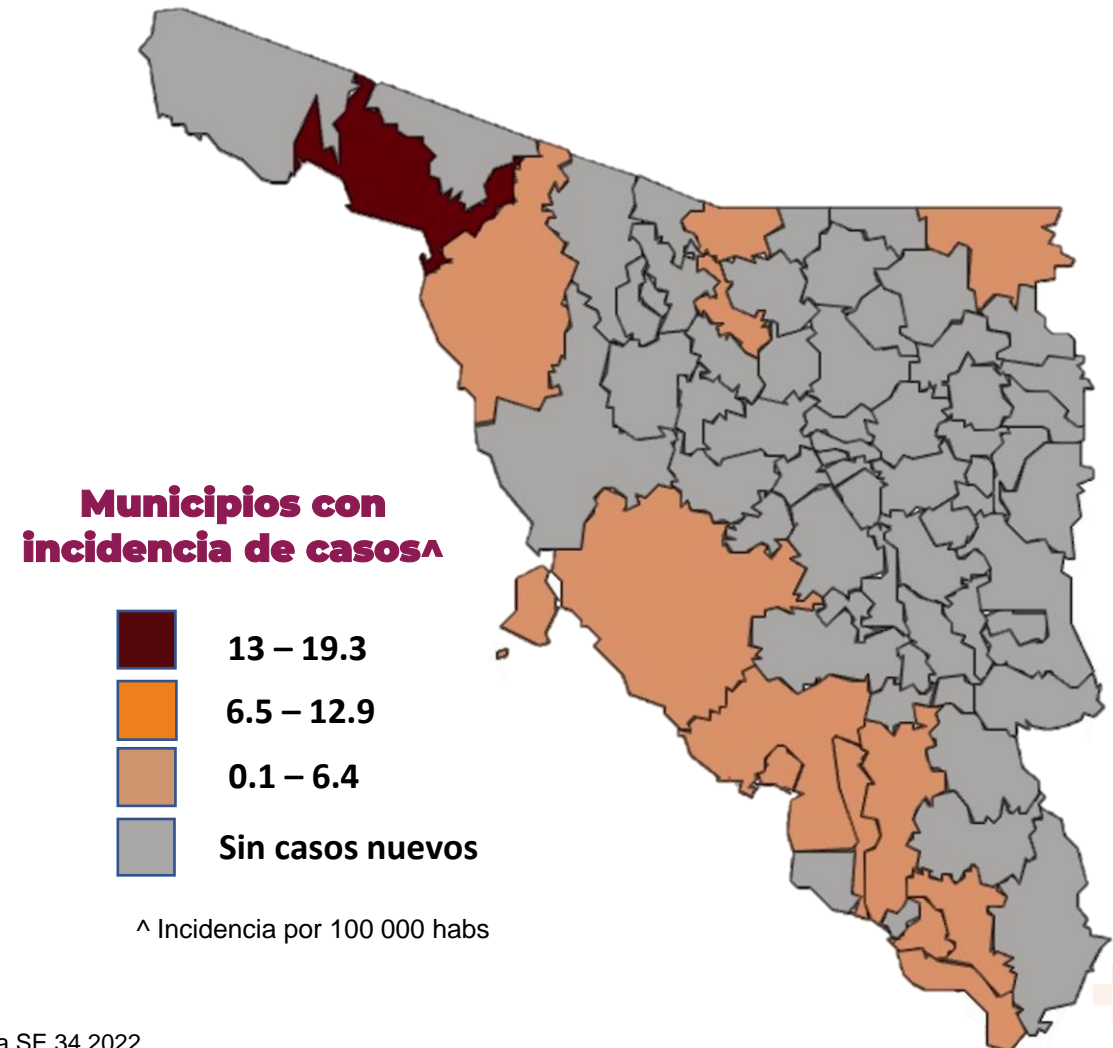 Municipios con
incidencia de casos^
13 – 19.3
6.5 – 12.9
0.1 – 6.4
Sin casos nuevos
^ Incidencia por 100 000 habs
a SE 34 2022